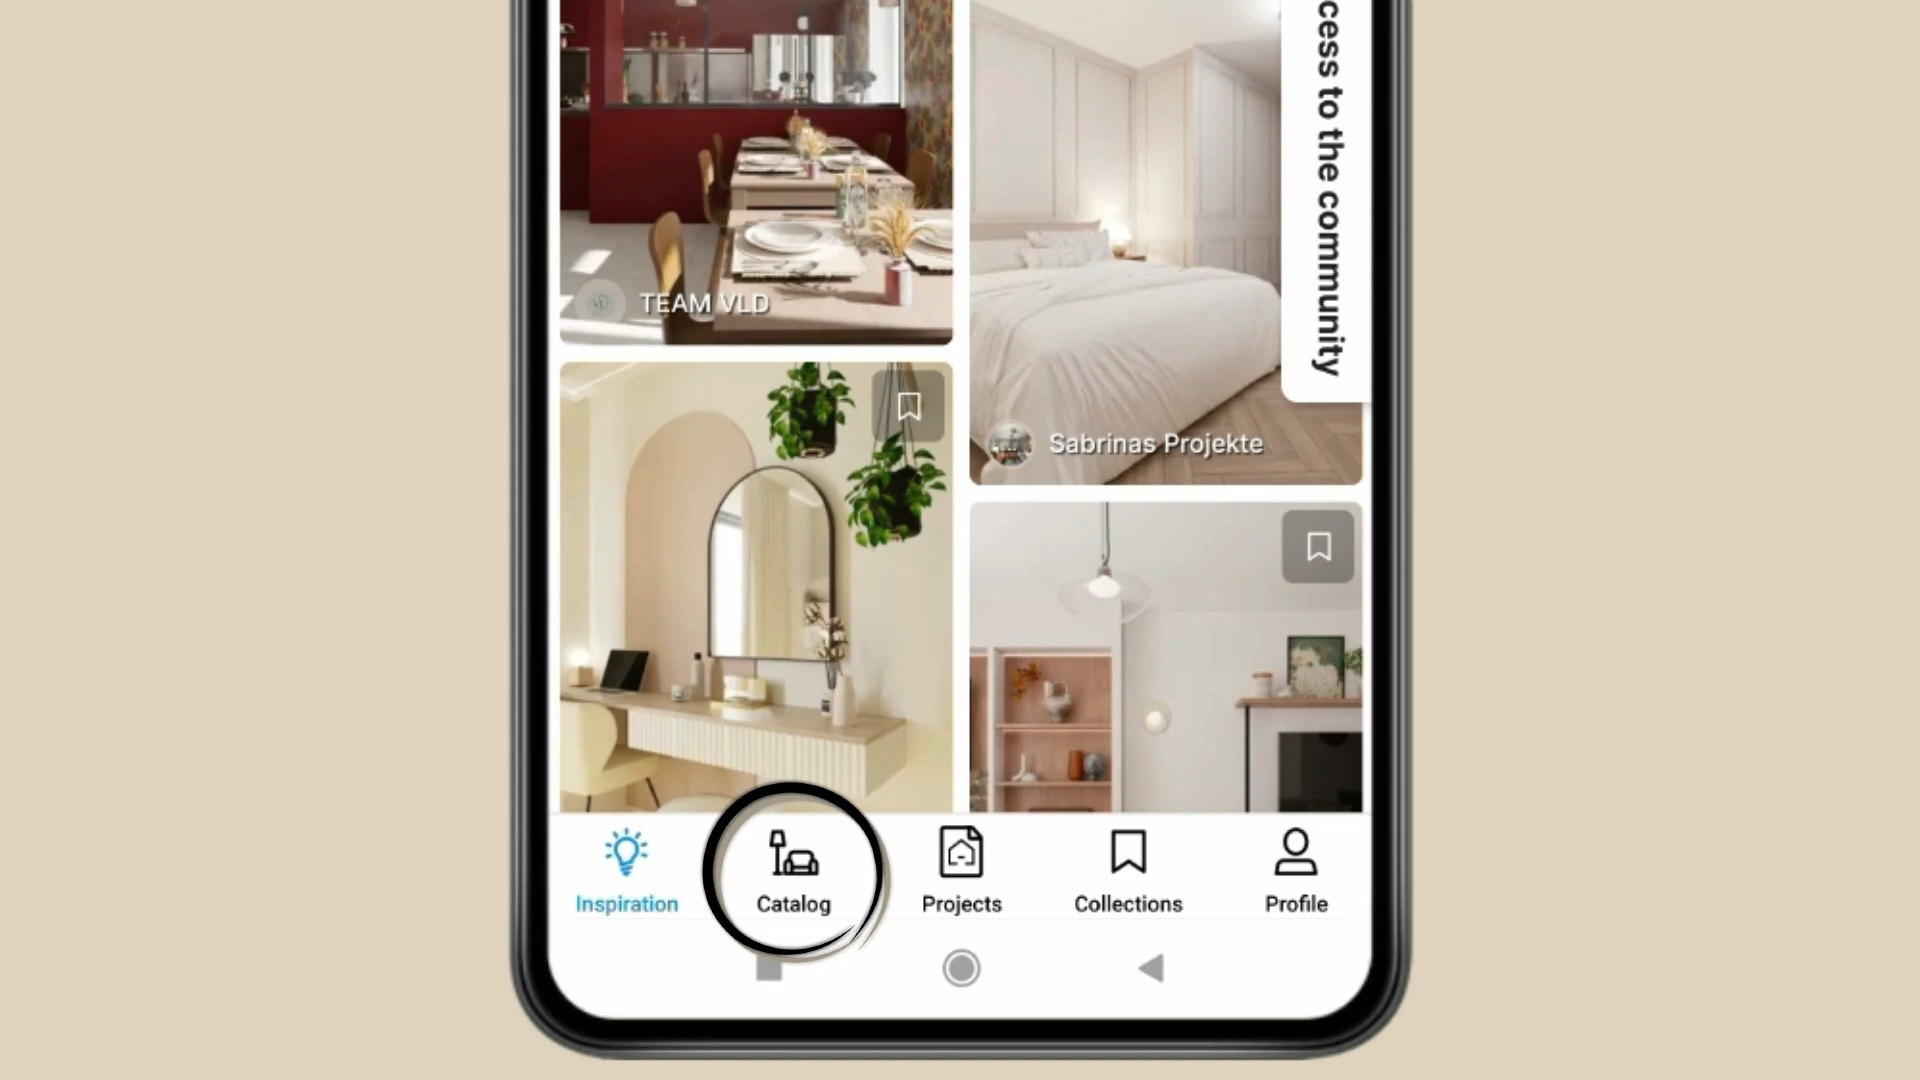 cess to the community
TEAM VLD
Sabrinas Projekte
Inspiration
Catalog
Projects
Collections
Profile